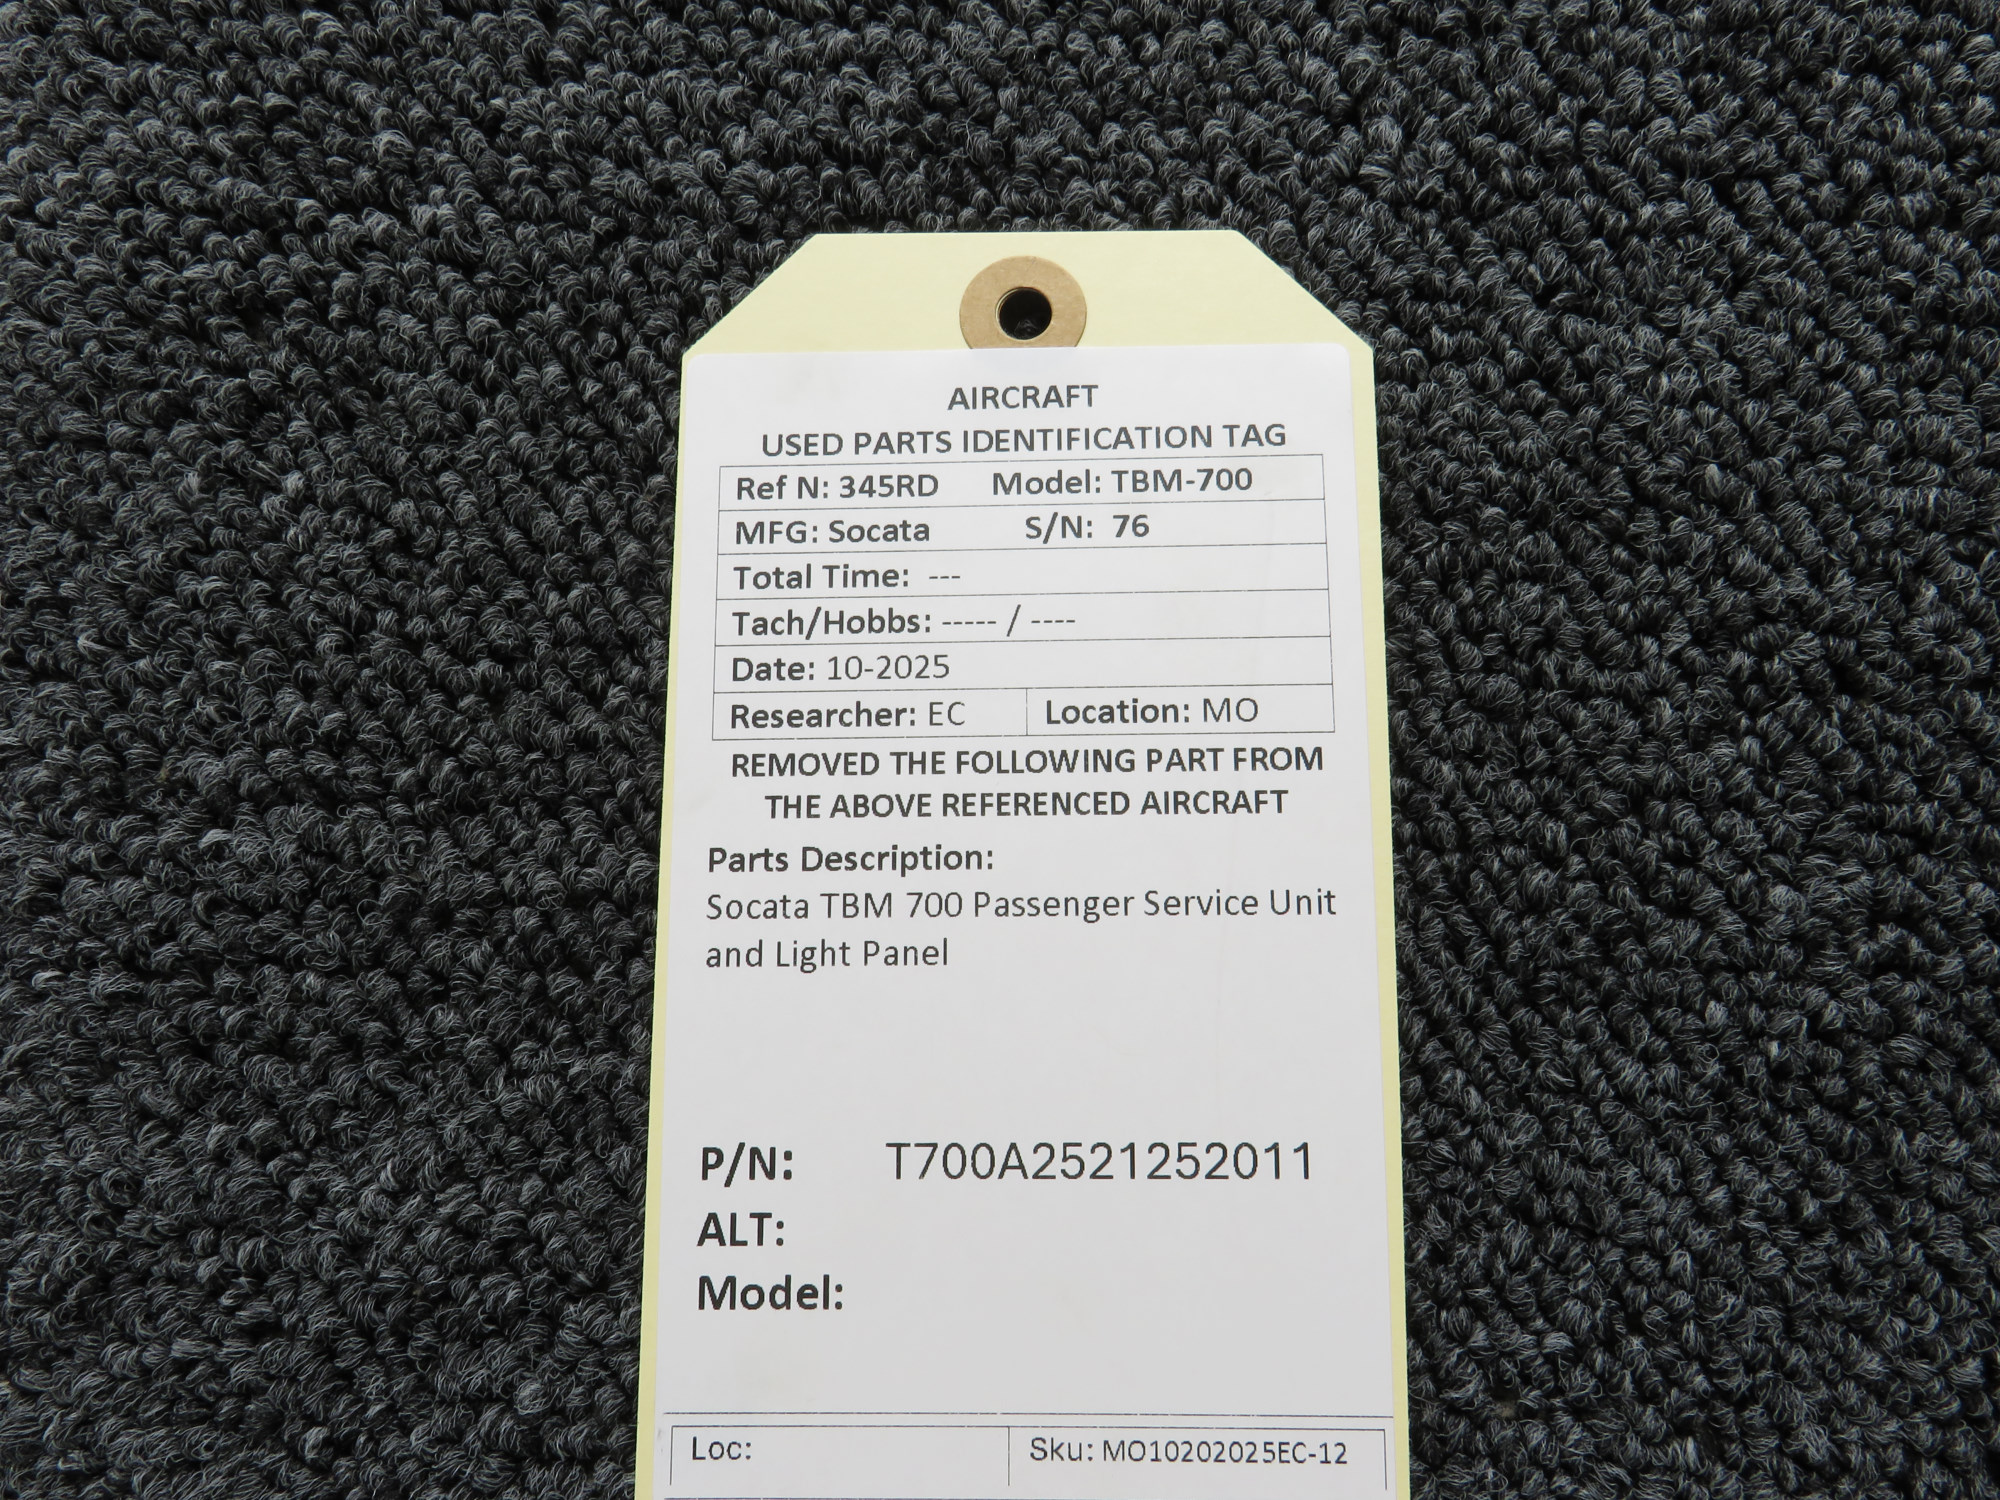 AIRCRAFT
USED PARTS IDENTIFICATION TAG
Ref N: 345RD Model: TBM-700
MFG: Socata S/N: 76
Total Time: ---
Tach/Hobbs: ----- / ----
Date: 10-2025
Researcher: EC Location: MO
REMOVED THE FOLLOWING PART FROM
THE ABOVE REFERENCED AIRCRAFT
Parts Description:
Socata TBM 700 Passenger Service Unit
and Light Panel
P/N: T700A2521252011
ALT:
Model:
Loc: Sku: MO10202025EC-12